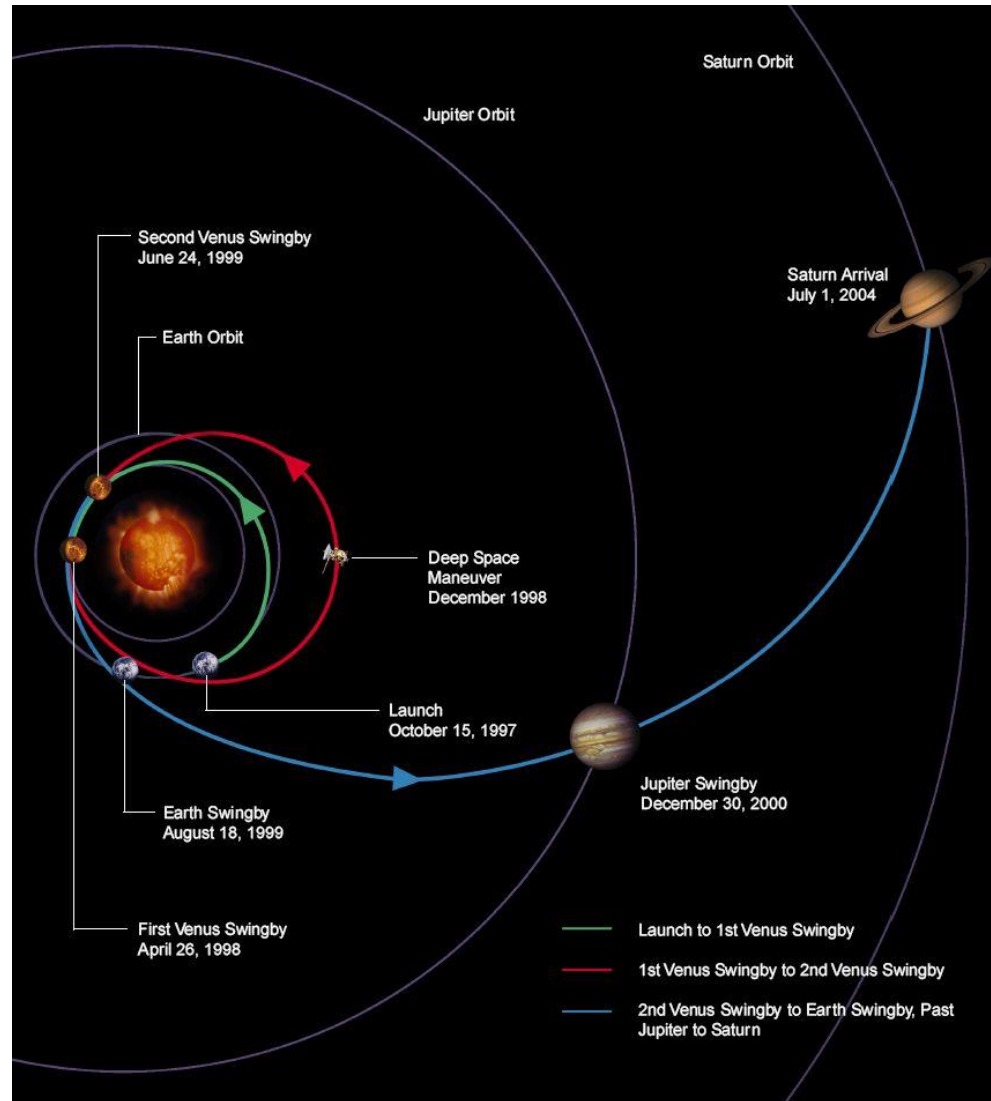 Saturn Orbit
Jupiter Orbit
Second Venus Swingby
June 24, 1999
Saturn Arrival
July 1, 2004
Earth Orbit
Deep Space
Maneuver
December 1998
Launch
October 15, 1997
Jupiter Swingby
December 30, 2000
Earth Swingby
August 18, 1999
First Venus Swingby
April 26, 1998
Launch to 1st Venus Swingby
1st Venus Swingby to 2nd Venus Swingby
2nd Venus Swingby to Earth Swingby, Past
Jupiter to Saturn